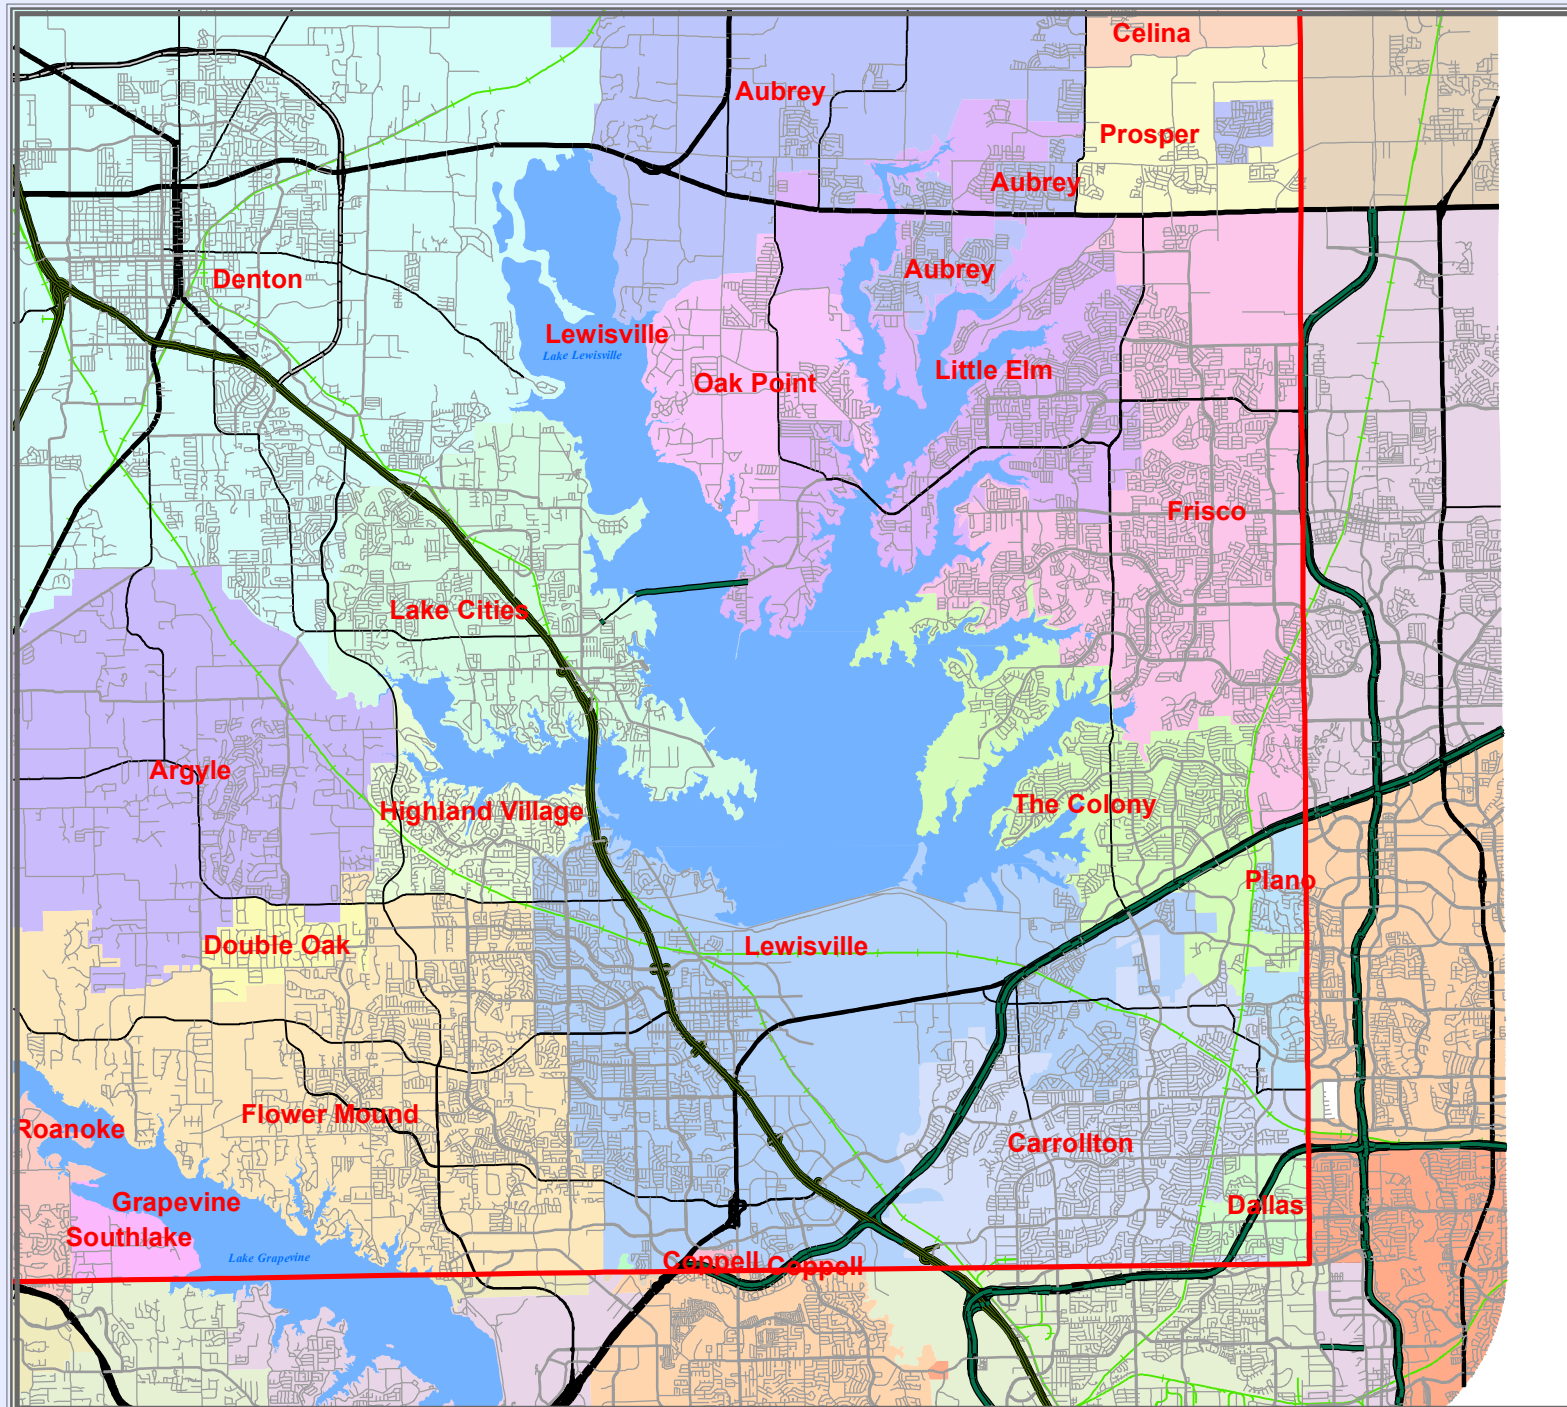 Celina
Aubrey
Prosper
Aubrey
Aubrey
Denton
Lewisville
Lake Lewisville
Little Elm
Oak Point
Frisco
Lake Cities
Argyle
The Colony
Highland Village
Plano
Double Oak
Lewisville
Flower Mound
Roanoke
Carrollton
Grapevine
Dallas
Southlake
Lake Grapevine
Coppell
Coppell